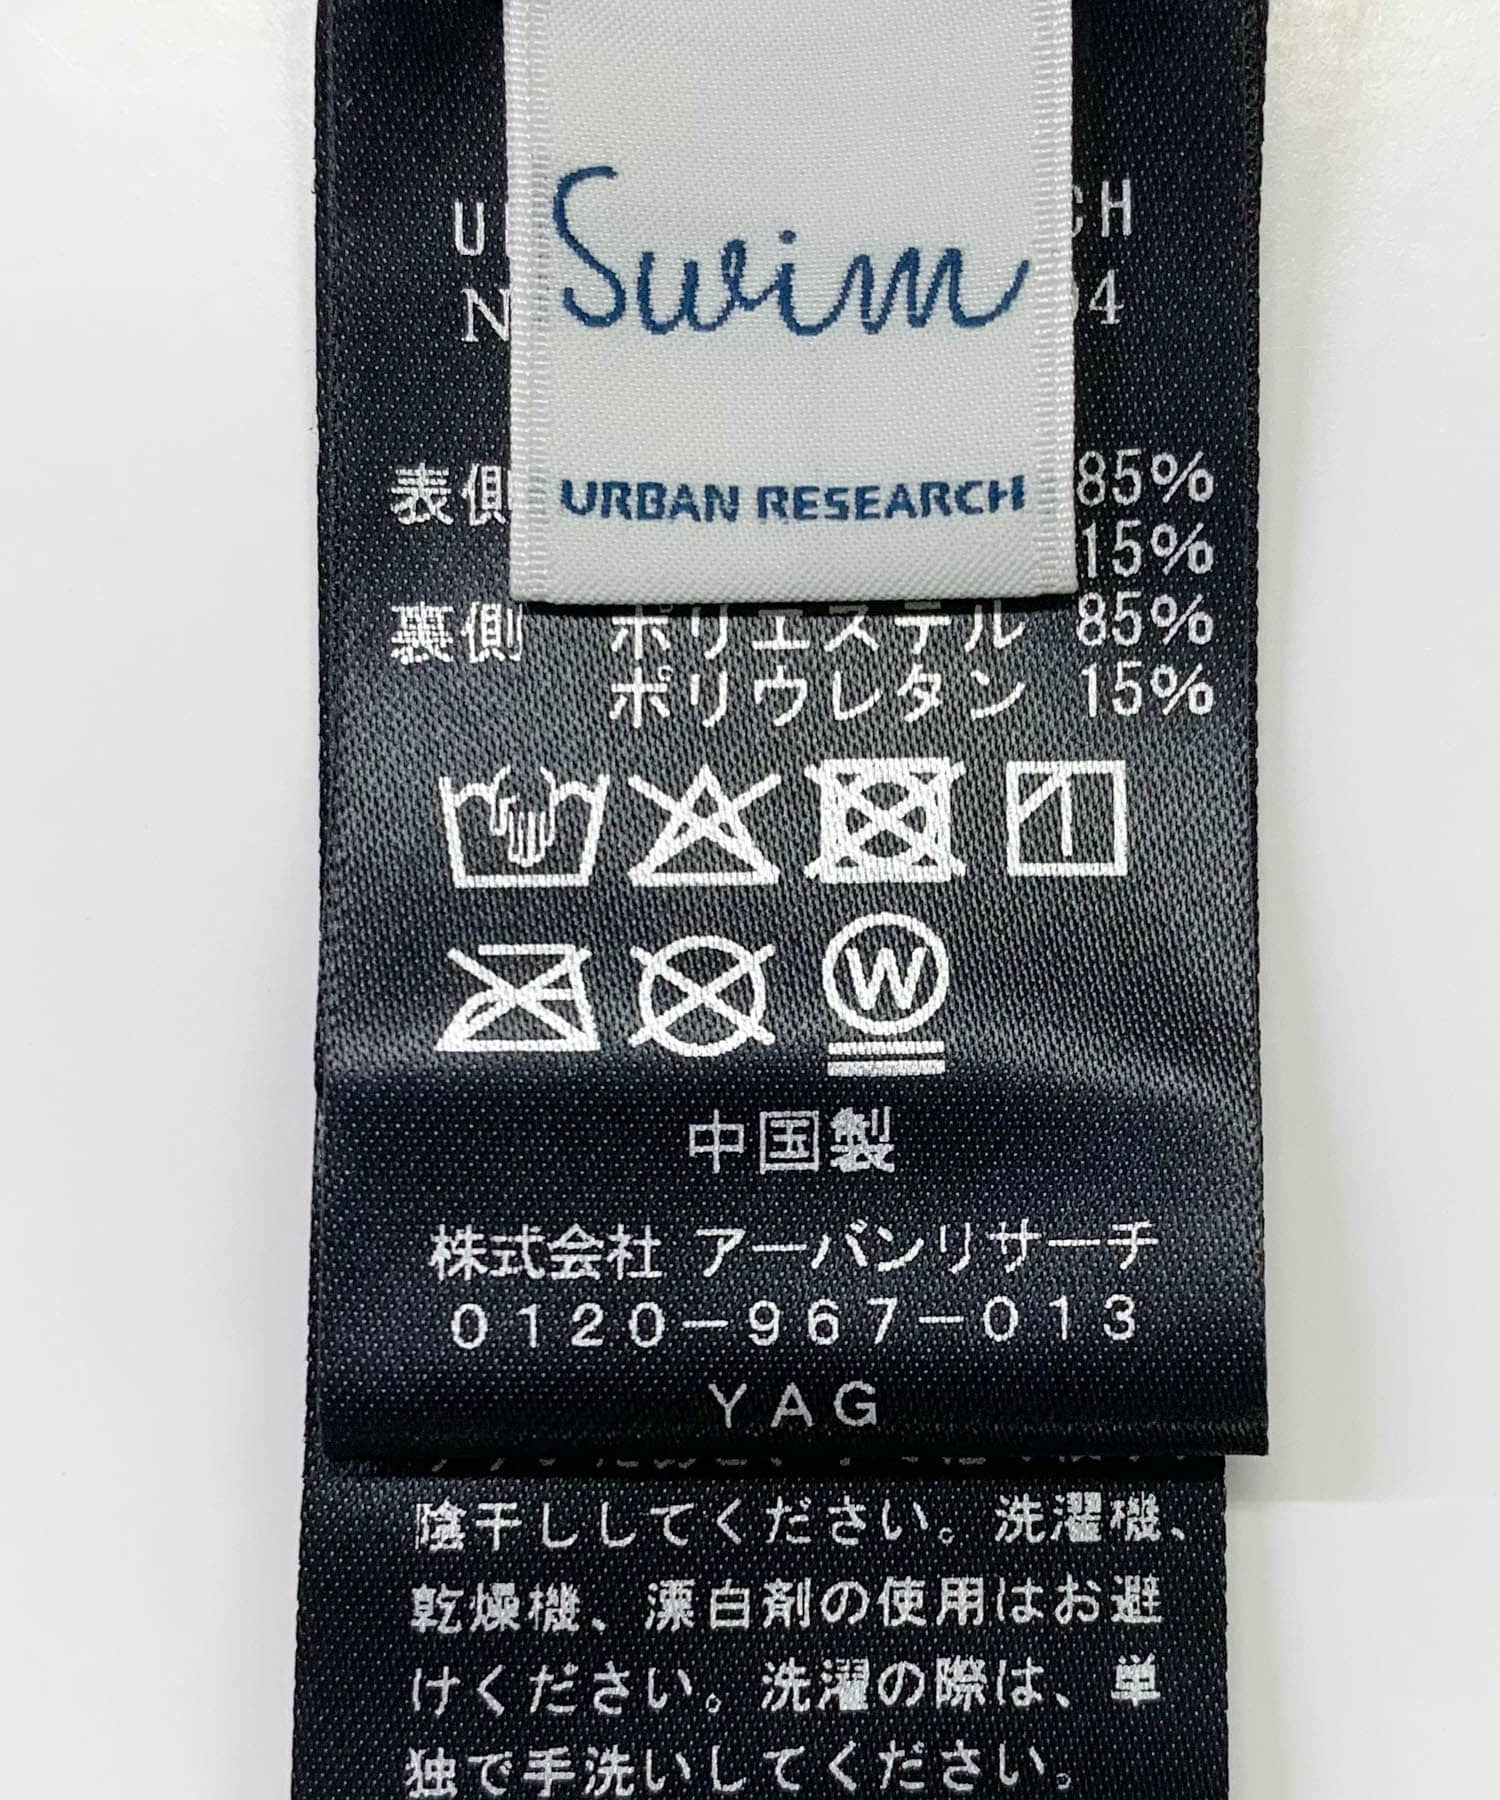 Swim
URBAN RESEARCH
表側 85%
15%
裏側 ポリエステル 85%
ポリウレタン 15%
W
中国製
株式会社 アーバンリサーチ
0120-967-013
YAG
陰干ししてください。洗濯機、
乾燥機、漂白剤の使用はお避
けください。洗濯の際は、単
独で手洗いしてください。